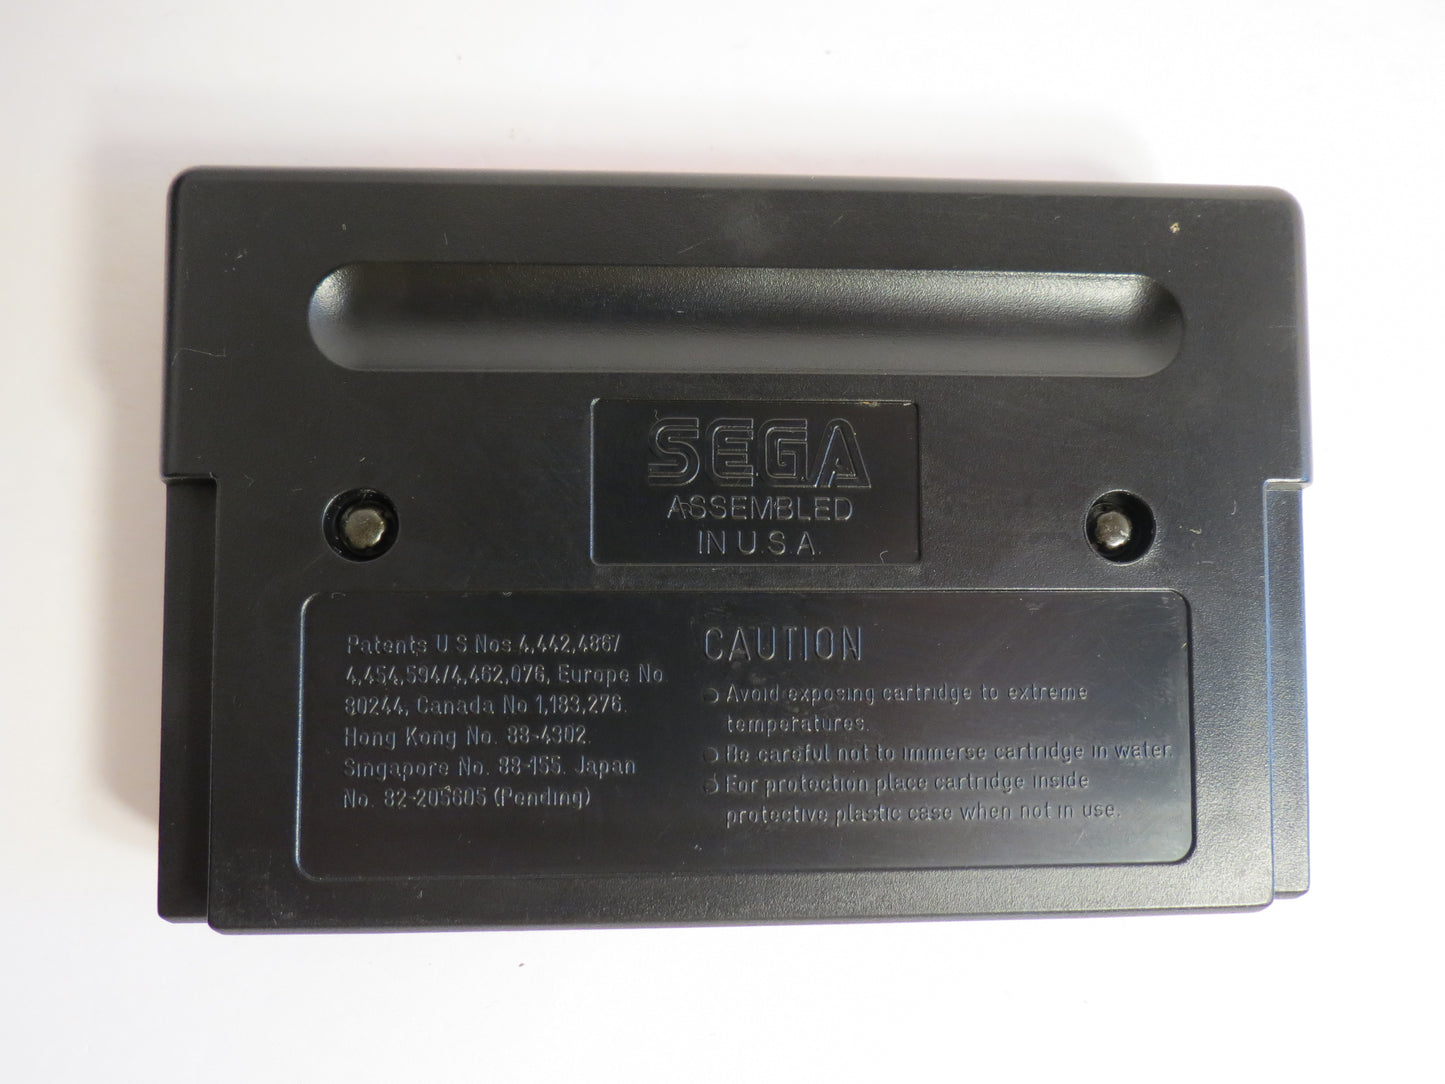 SEGA
ASSEMBLED
IN U.S.A.
Patents U S Nos 4,442,486/
4,454,594/4,462,076, Europe No
80244, Canada No 1,183,276.
Hong Kong No. 88-4302.
Singapore No. 88-155. Japan
No. 82-205605 (Pending)
CAUTION
Avoid exposing cartridge to extreme
temperatures.
Be careful not to immerse cartridge in water.
For protection place cartridge inside
protective plastic case when not in use.